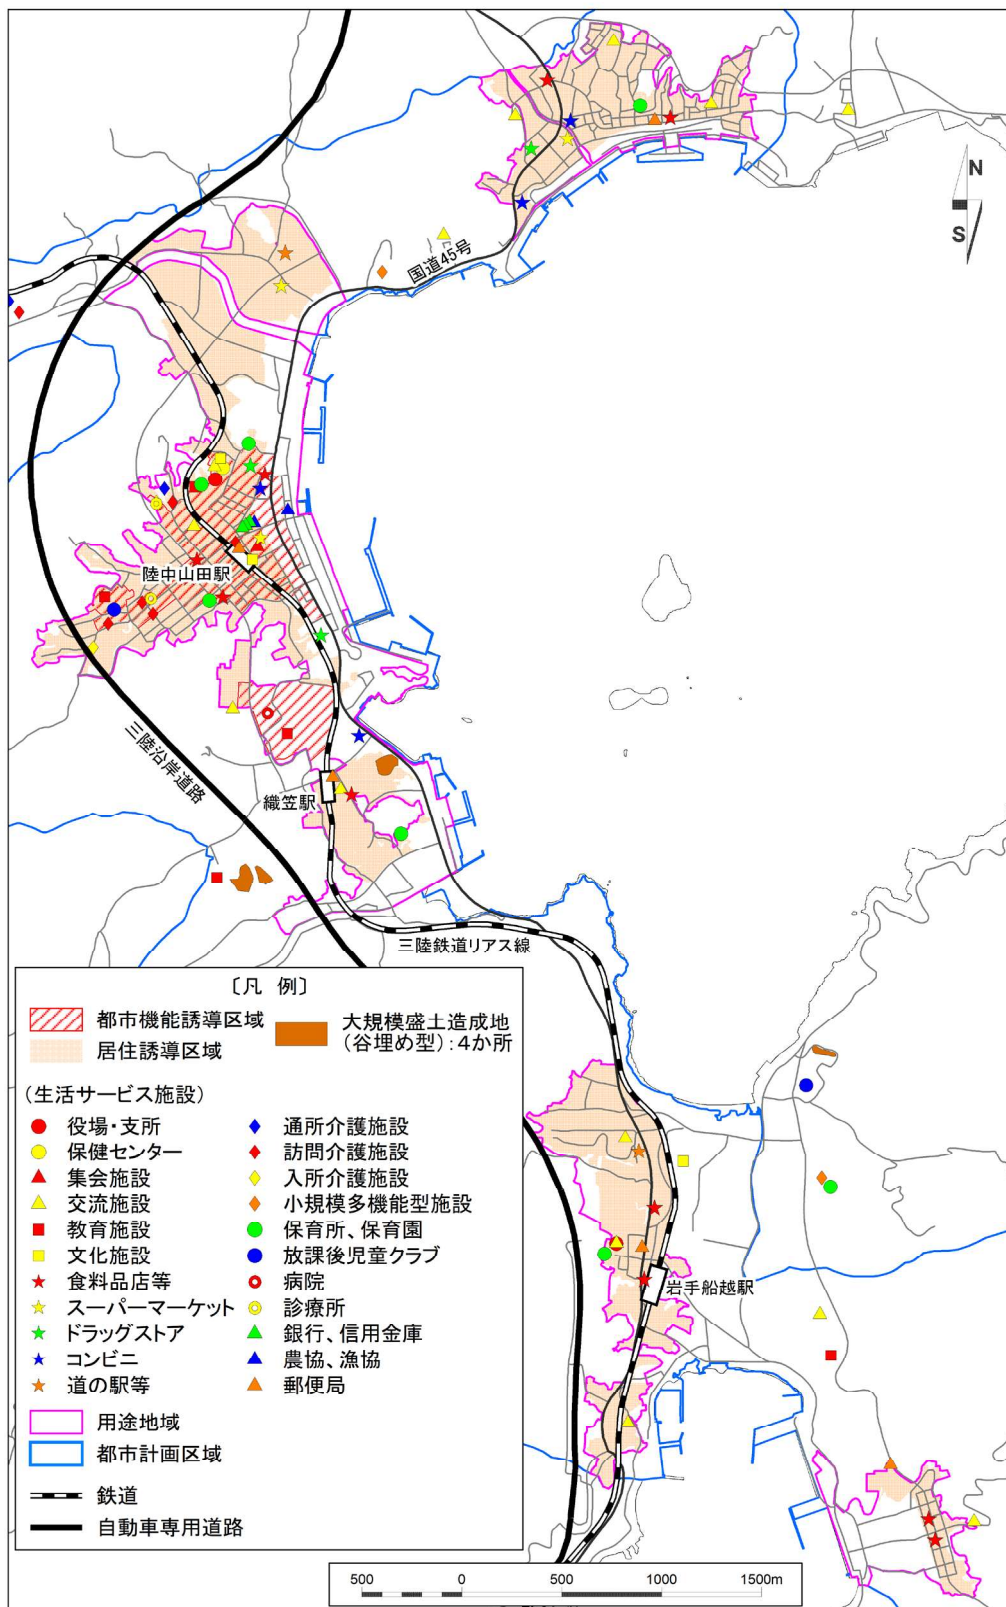 N
S
国道45号
陸中山田駅
三陸沿岸道路
織笠駅
三陸鉄道リアス線
岩手船越駅
〔凡 例〕
都市機能誘導区域
居住誘導区域
大規模盛土造成地
(谷埋め型):4か所
(生活サービス施設)
役場・支所
保健センター
集会施設
交流施設
教育施設
文化施設
食料品店等
スーパーマーケット
ドラッグストア
コンビニ
道の駅等
通所介護施設
訪問介護施設
入所介護施設
小規模多機能型施設
保育所、保育園
放課後児童クラブ
病院
診療所
銀行、信用金庫
農協、漁協
郵便局
用途地域
都市計画区域
鉄道
自動車専用道路
500 0 500 1000 1500m